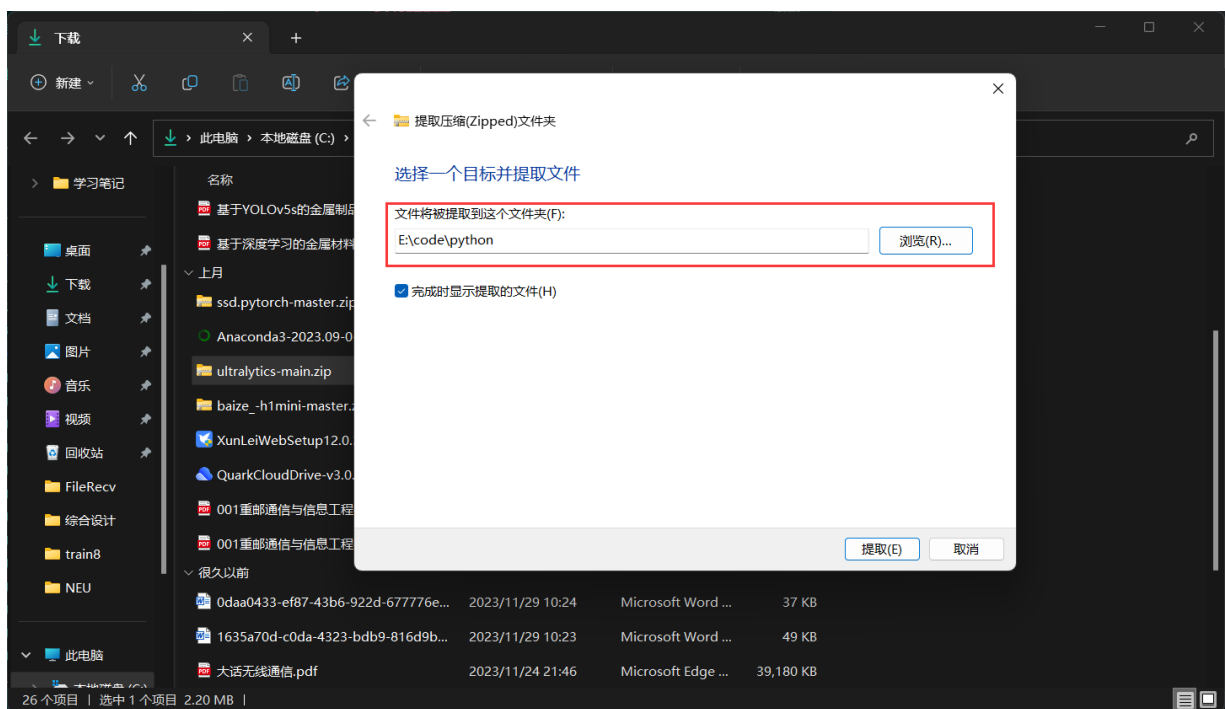 下载
新建
此电脑 › 本地磁盘 (C:) ›
提取压缩(Zipped)文件夹
选择一个目标并提取文件
文件将被提取到这个文件夹(F):
E:\code\python
浏览(R)...
完成时显示提取的文件(H)
提取(E)
取消
学习笔记
桌面
下载
文档
图片
音乐
视频
回收站
FileRecv
综合设计
train8
NEU
此电脑
名称
基于YOLOv5s的金属制品
基于深度学习的金属材料
上月
ssd.pytorch-master.zip
Anaconda3-2023.09-0
ultralytics-main.zip
baize_-h1mini-master.z
XunLeiWebSetup12.0.
QuarkCloudDrive-v3.0.
001重邮通信与信息工程
001重邮通信与信息工程
很久以前
0daa0433-ef87-43b6-922d-677776e... 2023/11/29 10:24 Microsoft Word ... 37 KB
1635a70d-c0da-4323-bdb9-816d9b... 2023/11/29 10:23 Microsoft Word ... 49 KB
大话无线通信.pdf 2023/11/24 21:46 Microsoft Edge ... 39,180 KB
26 个项目 | 选中 1 个项目 2.20 MB |